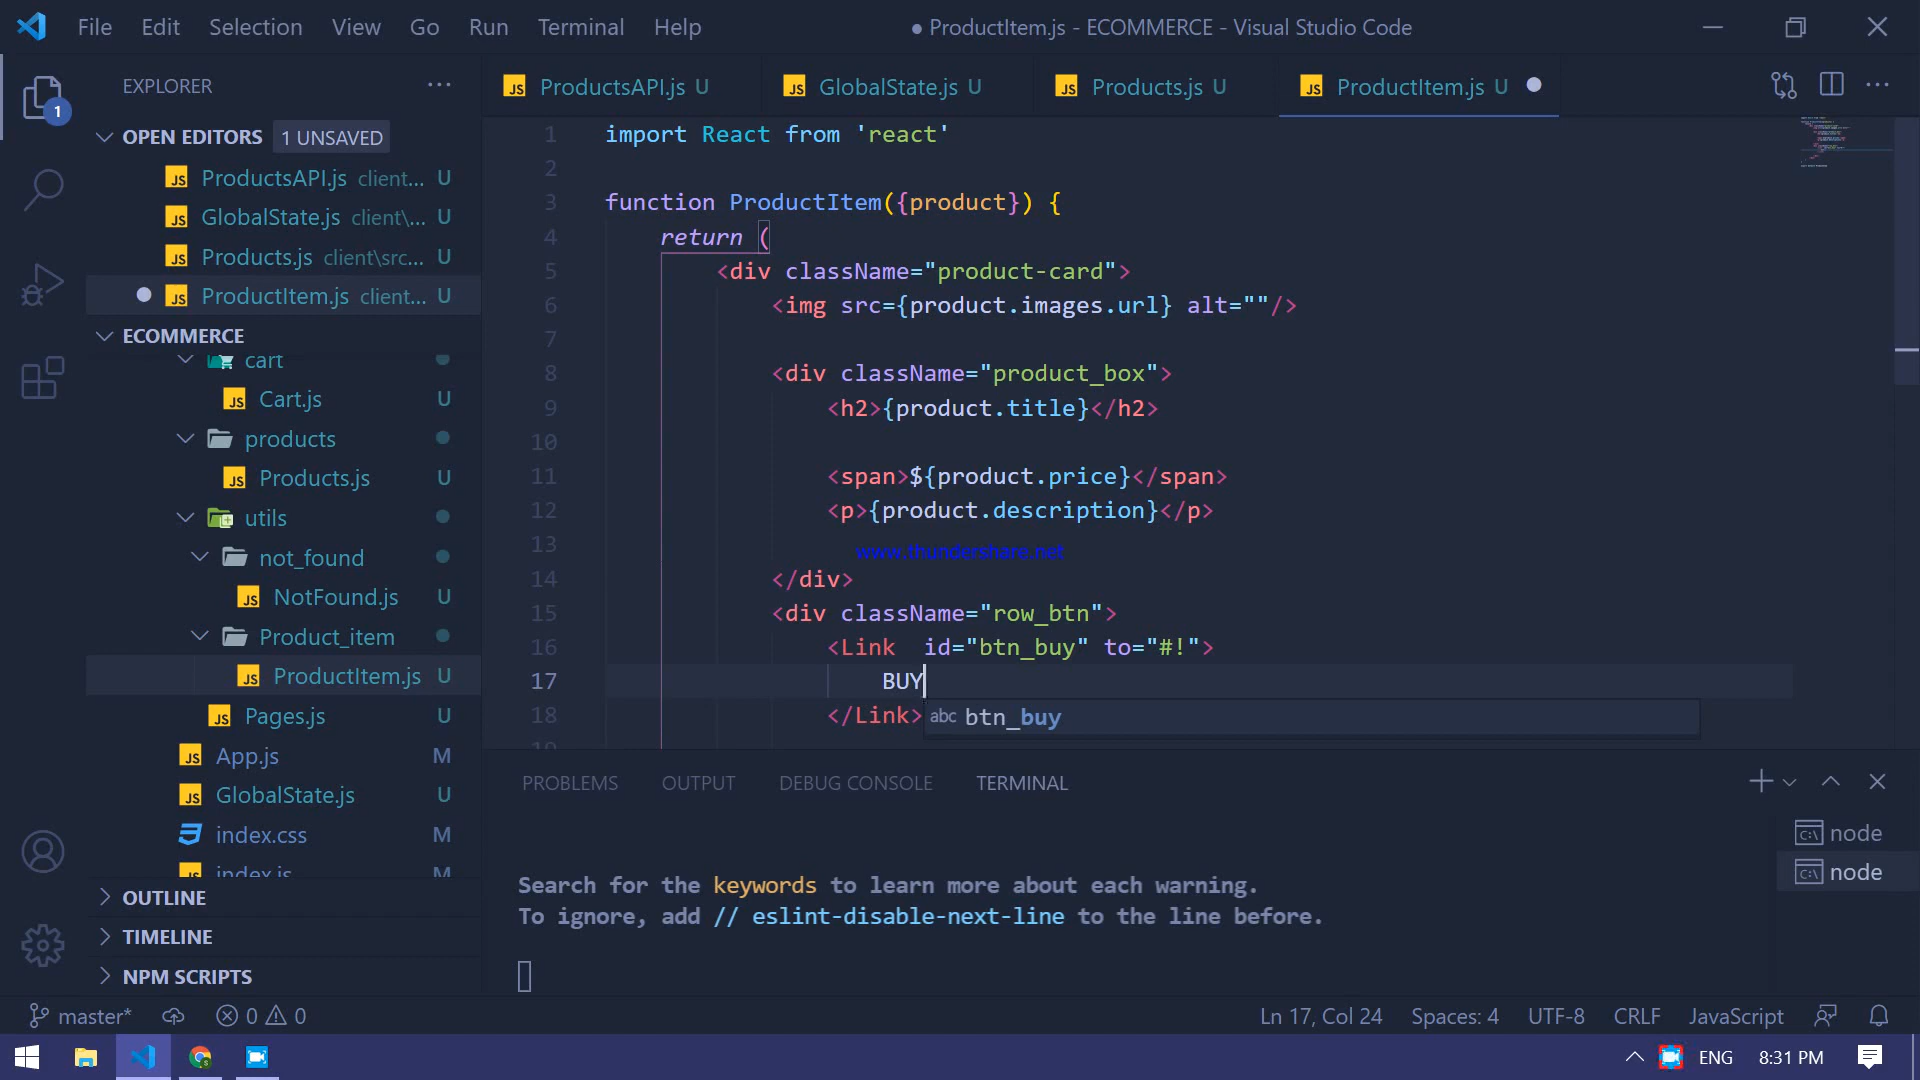 File Edit Selection View Go Run Terminal Help
● ProductItem.js - ECOMMERCE - Visual Studio Code
EXPLORER
OPEN EDITORS 1 UNSAVED
ProductsAPI.js client... U
GlobalState.js client\... U
Products.js client\src... U
ProductItem.js client... U
ECOMMERCE
cart
Cart.js U
products
Products.js U
utils
not_found
NotFound.js U
Product_item
ProductItem.js U
Pages.js U
App.js M
GlobalState.js U
index.css M
index.js M
OUTLINE
TIMELINE
NPM SCRIPTS
1
ProductsAPI.js U
GlobalState.js U
Products.js U
ProductItem.js U
1 import React from 'react'
2
3 function ProductItem({product}) {
4 return (
5 <div className="product-card">
6 <img src={product.images.url} alt=""/>
7
8 <div className="product_box">
9 <h2>{product.title}</h2>
10
11 <span>${product.price}</span>
12 <p>{product.description}</p>
13
www.thundershare.net
14 </div>
15 <div className="row_btn">
16 <Link  id="btn_buy" to="#!">
17 BUY
18 </Link>
abc btn_buy
19
PROBLEMS OUTPUT DEBUG CONSOLE TERMINAL
node
node
Search for the keywords to learn more about each warning.
To ignore, add // eslint-disable-next-line to the line before.
master* 0 0
Ln 17, Col 24 Spaces: 4 UTF-8 CRLF JavaScript
ENG 8:31 PM